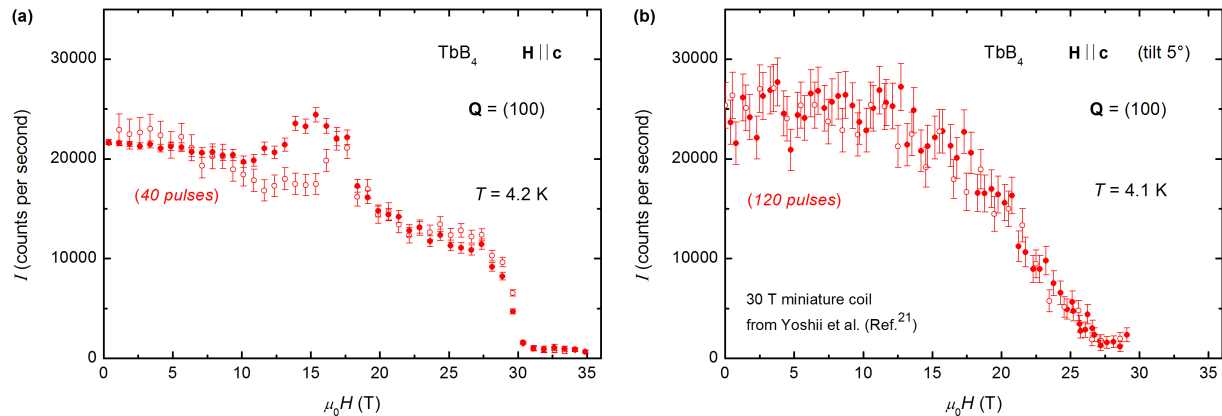 (a)
30000
20000
10000
0
I (counts per second)
TbB4 H || c
Q = (100)
(40 pulses)
T = 4.2 K
0 5 10 15 20 25 30 35
μ0H (T)
(b)
30000
20000
10000
0
I (counts per second)
TbB4 H || c (tilt 5°)
Q = (100)
(120 pulses)
T = 4.1 K
30 T miniature coil
from Yoshii et al. (Ref.21)
0 5 10 15 20 25 30 35
μ0H (T)